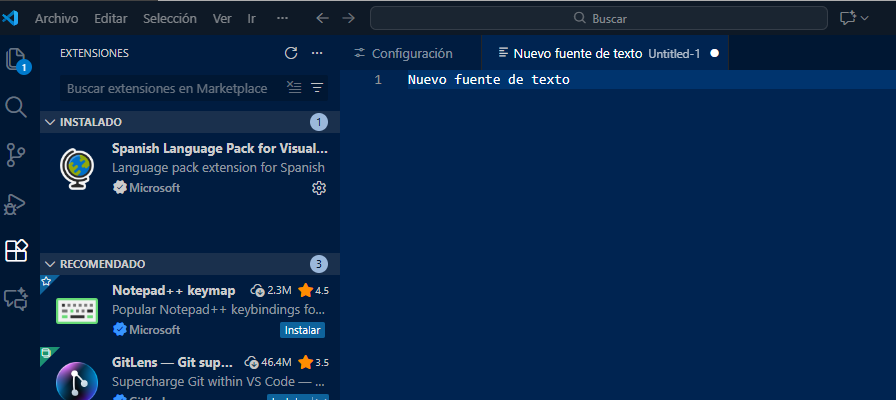 Archivo Editar Selección Ver Ir ··· Buscar
EXTENSIONES ···
Buscar extensiones en Marketplace
INSTALADO 1
Spanish Language Pack for Visual...
Language pack extension for Spanish
Microsoft
RECOMENDADO 3
Notepad++ keymap 2.3M 4.5
Popular Notepad++ keybindings fo...
Microsoft Instalar
GitLens — Git sup... 46.4M 3.5
Supercharge Git within VS Code — ...
1
Configuración Nuevo fuente de texto Untitled-1
1 Nuevo fuente de texto